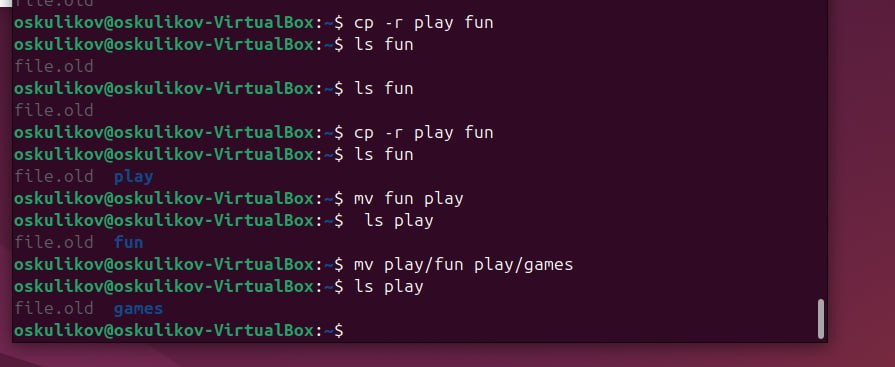 file.old
oskulikov@oskulikov-VirtualBox:~$ cp -r play fun
oskulikov@oskulikov-VirtualBox:~$ ls fun
file.old
oskulikov@oskulikov-VirtualBox:~$ ls fun
file.old
oskulikov@oskulikov-VirtualBox:~$ cp -r play fun
oskulikov@oskulikov-VirtualBox:~$ ls fun
file.old  play
oskulikov@oskulikov-VirtualBox:~$ mv fun play
oskulikov@oskulikov-VirtualBox:~$  ls play
file.old  fun
oskulikov@oskulikov-VirtualBox:~$ mv play/fun play/games
oskulikov@oskulikov-VirtualBox:~$ ls play
file.old  games
oskulikov@oskulikov-VirtualBox:~$